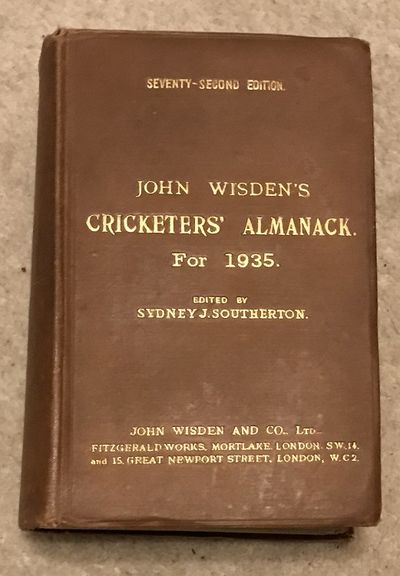 SEVENTY-SECOND EDITION.
JOHN WISDEN'S
CRICKETERS' ALMANACK.
For 1935.
EDITED BY
SYDNEY J. SOUTHERTON.
JOHN WISDEN AND CO., LTD.,
FITZGERALD WORKS, MORTLAKE, LONDON, S.W.14,
and 15, GREAT NEWPORT STREET, LONDON, W.C.2.